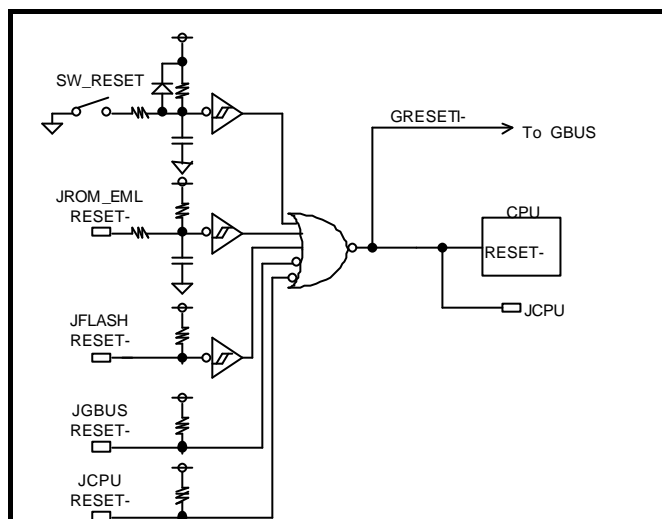 SW_RESET
GRESETI-
To GBUS
JROM_EML
RESET-
CPU
RESET-
JCPU
JFLASH
RESET-
JGBUS
RESET-
JCPU
RESET-